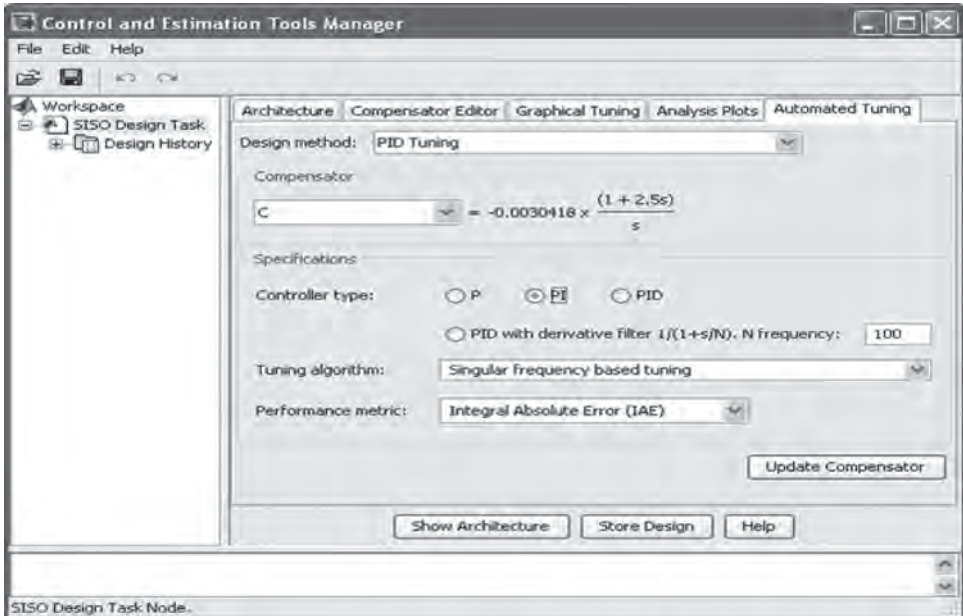 Control and Estimation Tools Manager
File Edit Help
Workspace
SISO Design Task
Design History
Architecture Compensator Editor Graphical Tuning Analysis Plots Automated Tuning
Design method: PID Tuning
Compensator
C = -0.0030418 x (1 + 2.5s)
s
Specifications
Controller type: P PI PID
PID with derivative filter 1/(1+s/N). N frequency: 100
Tuning algorithm: Singular frequency based tuning
Performance metric: Integral Absolute Error (IAE)
Update Compensator
Show Architecture Store Design Help
SISO Design Task Node.